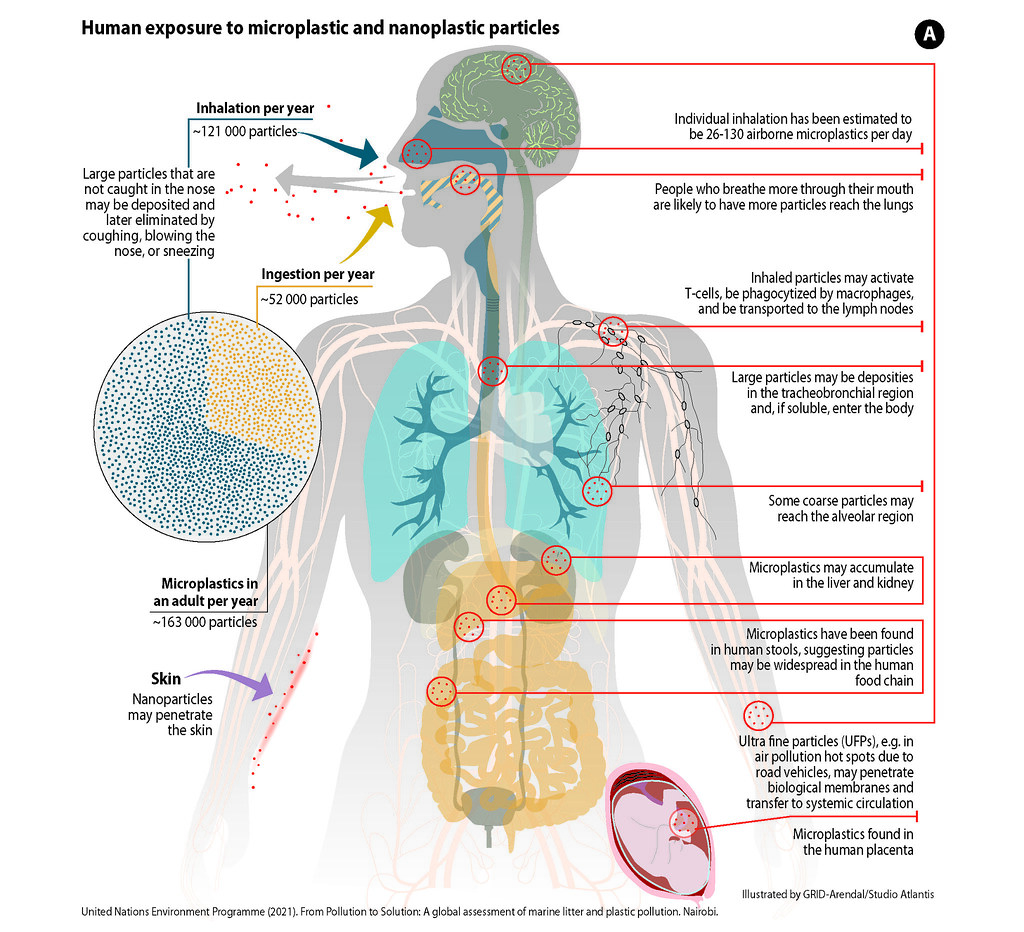 Human exposure to microplastic and nanoplastic particles
A
Inhalation per year
~121 000 particles
Large particles that are
not caught in the nose
may be deposited and
later eliminated by
coughing, blowing the
nose, or sneezing
Ingestion per year
~52 000 particles
Microplastics in
an adult per year
~163 000 particles
Skin
Nanoparticles
may penetrate
the skin
Individual inhalation has been estimated to
be 26-130 airborne microplastics per day
People who breathe more through their mouth
are likely to have more particles reach the lungs
Inhaled particles may activate
T-cells, be phagocytized by macrophages,
and be transported to the lymph nodes
Large particles may be deposities
in the tracheobronchial region
and, if soluble, enter the body
Some coarse particles may
reach the alveolar region
Microplastics may accumulate
in the liver and kidney
Microplastics have been found
in human stools, suggesting particles
may be widespread in the human
food chain
Ultra fine particles (UFPs), e.g. in
air pollution hot spots due to
road vehicles, may penetrate
biological membranes and
transfer to systemic circulation
Microplastics found in
the human placenta
Illustrated by GRID-Arendal/Studio Atlantis
United Nations Environment Programme (2021). From Pollution to Solution: A global assessment of marine litter and plastic pollution. Nairobi.